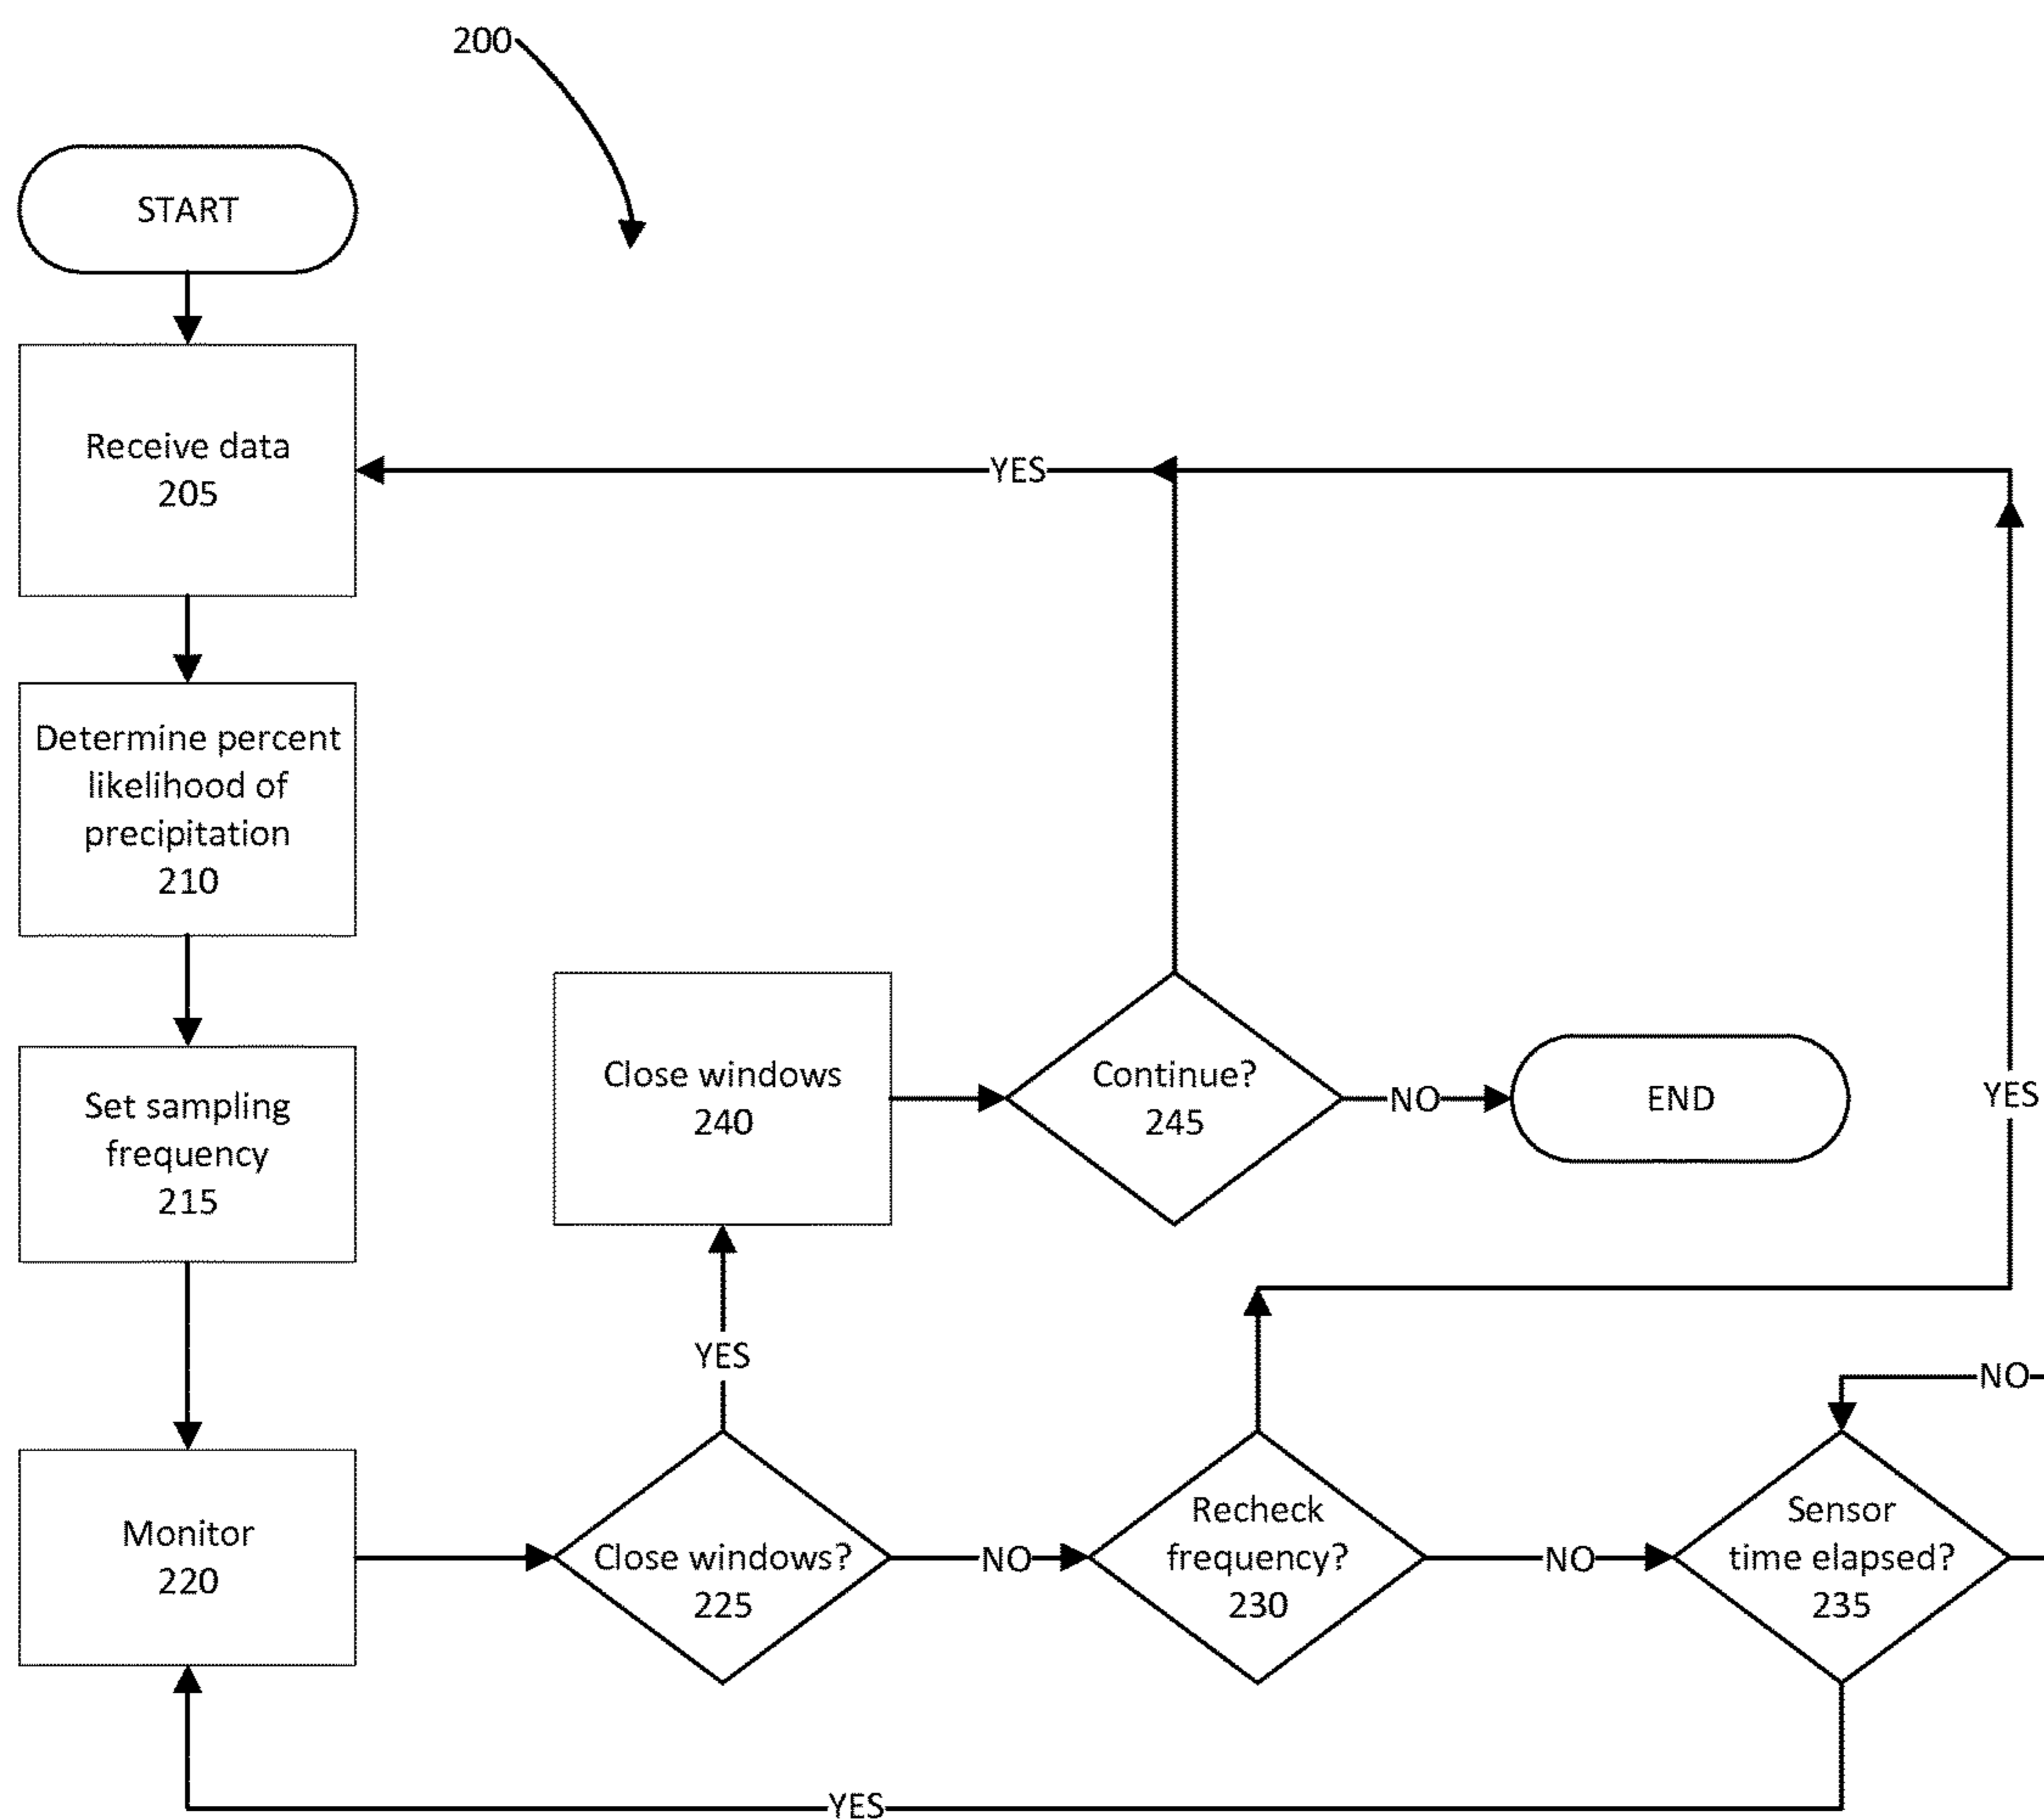 200
START
Receive data
205
YES
Determine percent
likelihood of
precipitation
210
Set sampling
frequency
215
Close windows
240
Continue?
245
NO
END
YES
YES
NO
Monitor
220
Close windows?
225
NO
Recheck
frequency?
230
NO
Sensor
time elapsed?
235
YES